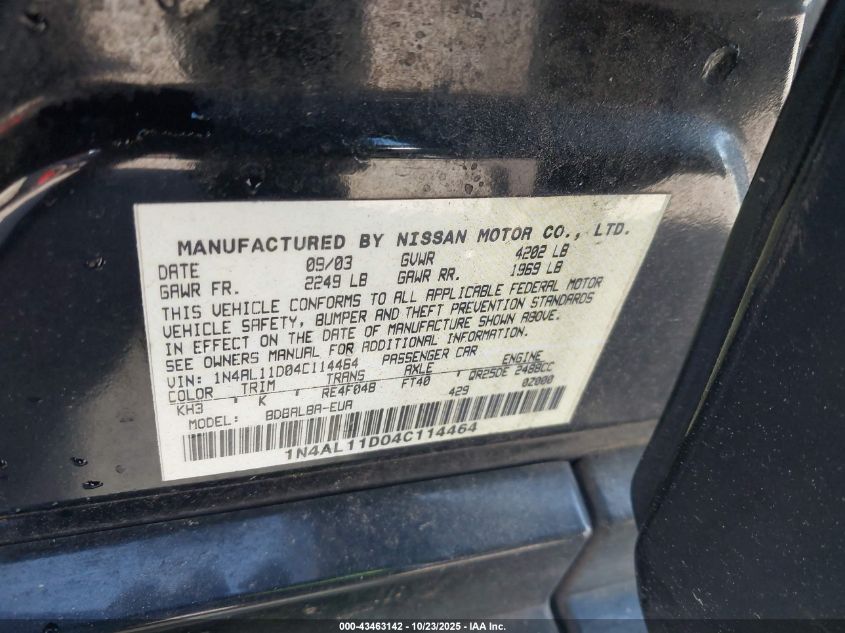 MANUFACTURED BY NISSAN MOTOR CO., LTD.
DATE 09/03 GVWR 4202 LB
GAWR FR. 2249 LB GAWR RR. 1969 LB
THIS VEHICLE CONFORMS TO ALL APPLICABLE FEDERAL MOTOR
VEHICLE SAFETY, BUMPER AND THEFT PREVENTION STANDARDS
IN EFFECT ON THE DATE OF MANUFACTURE SHOWN ABOVE.
SEE OWNERS MANUAL FOR ADDITIONAL INFORMATION.
VIN: 1N4AL11D04C114464 PASSENGER CAR
COLOR TRIM TRANS AXLE ENGINE
KH3 K RE4F04B FT40 QR25DE 2488CC
MODEL: BDBALBA-EUA 429 02000
1N4AL11D04C114464
000-43463142 • 10/23/2025 - IAA Inc.